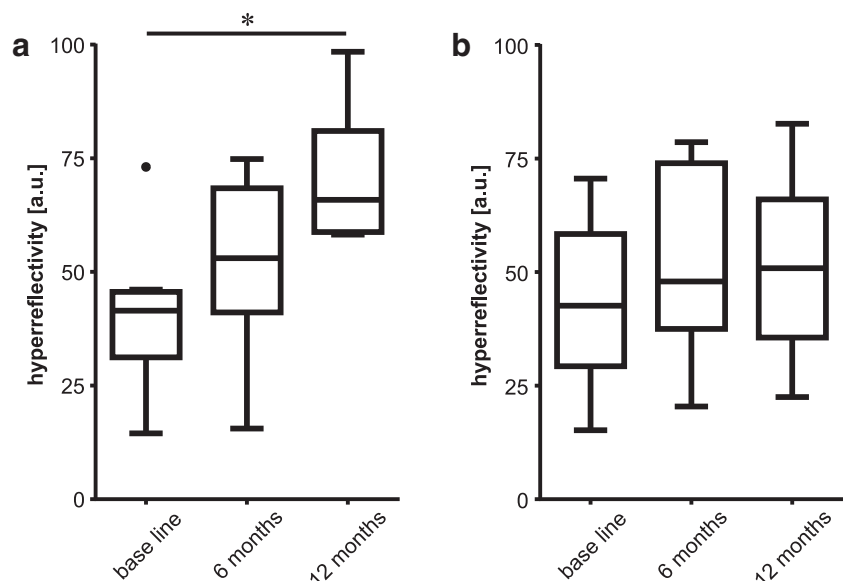 *
a
100
75
50
25
0
hyperreflectivity [a.u.]
base line
6 months
12 months
b
100
75
50
25
0
hyperreflectivity [a.u.]
base line
6 months
12 months